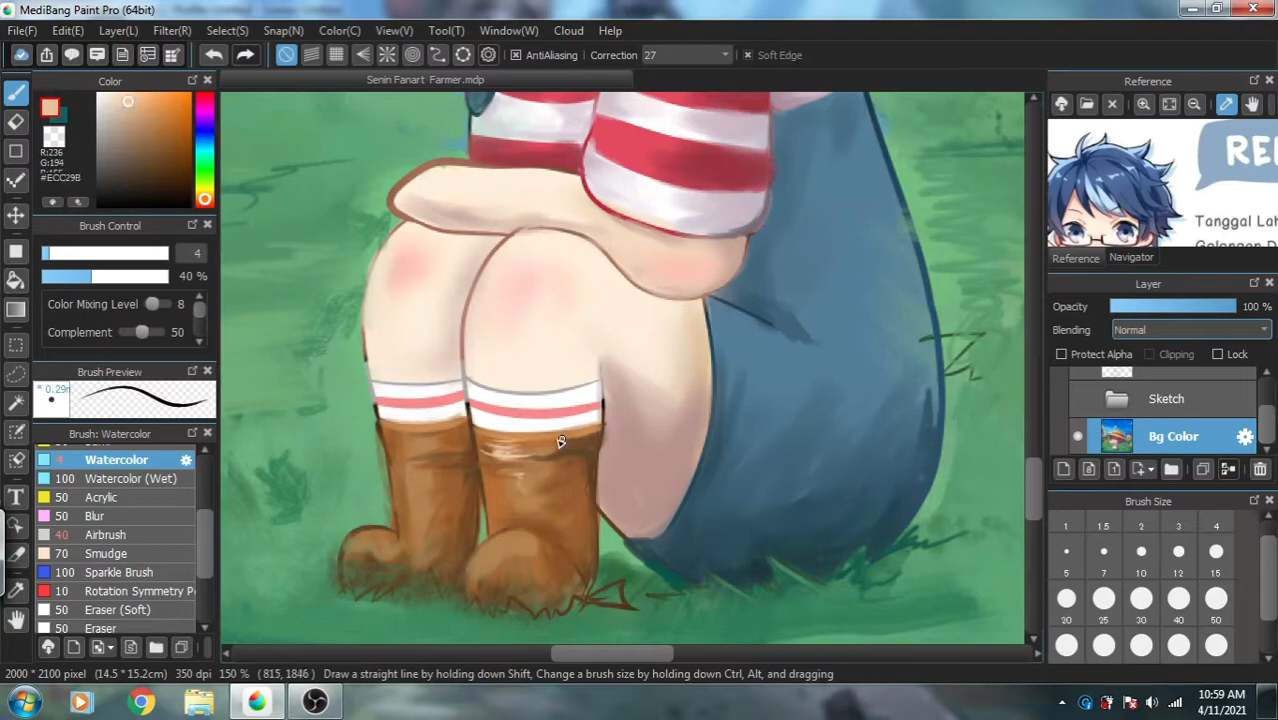 MediBang Paint Pro (64bit)
File(F) Edit(E) Layer(L) Filter(R) Select(S) Snap(N) Color(C) View(V) Tool(T) Window(W) Cloud Help
AntiAliasing Correction 27 Soft Edge
Color
Senin Fanart Farmer.mdp
Reference
R:236
G:194
#ECC29B
RE
Tanggal Lah
Brush Control
4
40 %
Color Mixing Level 8
Complement 50
Reference Navigator
Layer
Opacity 100 %
Blending Normal
Protect Alpha Clipping Lock
Brush Preview
* 0.29m
Sketch
Bg Color
Brush: Watercolor
Watercolor
100 Watercolor (Wet)
50 Acrylic
50 Blur
40 Airbrush
70 Smudge
100 Sparkle Brush
10 Rotation Symmetry P
50 Eraser (Soft)
50 Eraser
Brush Size
1 1.5 2 3 4
5 7 10 12 15
20 25 30 40 50
2000 * 2100 pixel (14.5 * 15.2cm) 350 dpi 150 % ( 815, 1846 ) Draw a straight line by holding down Shift, Change a brush size by holding down Ctrl, Alt, and dragging
10:59 AM
4/11/2021